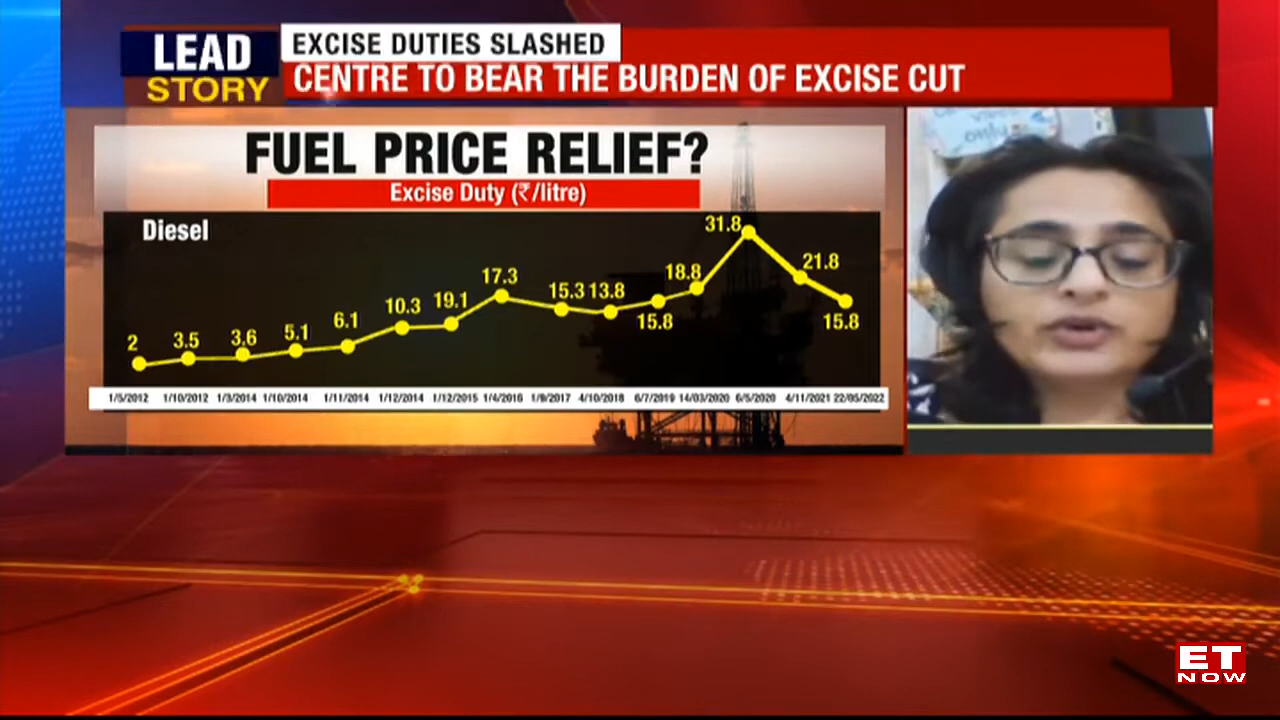 LEAD
STORY
EXCISE DUTIES SLASHED
CENTRE TO BEAR THE BURDEN OF EXCISE CUT
FUEL PRICE RELIEF?
Excise Duty (₹/litre)
Diesel
2
3.5
3.6
5.1
6.1
10.3
19.1
17.3
15.3
13.8
15.8
18.8
31.8
21.8
15.8
1/5/2012 1/10/2012 1/3/2014 1/10/2014 1/11/2014 1/12/2014 1/12/2015 1/4/2016 1/9/2017 4/10/2018 6/7/2019 14/03/2020 6/5/2020 4/11/2021 22/05/2022
ET
NOW